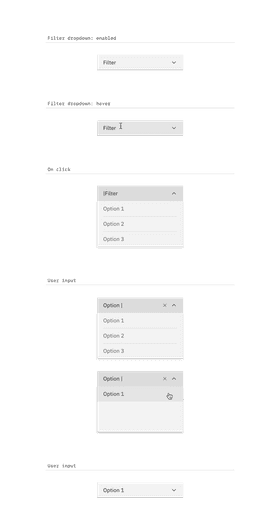 Filter dropdown: enabled
Filter
Filter dropdown: hoved
Filter
On click
|Filter
Option 1
Option 2
Option 3
User input
Option |
Option 1
Option 2
Option 3
Option |
Option 1
User input
Option 1